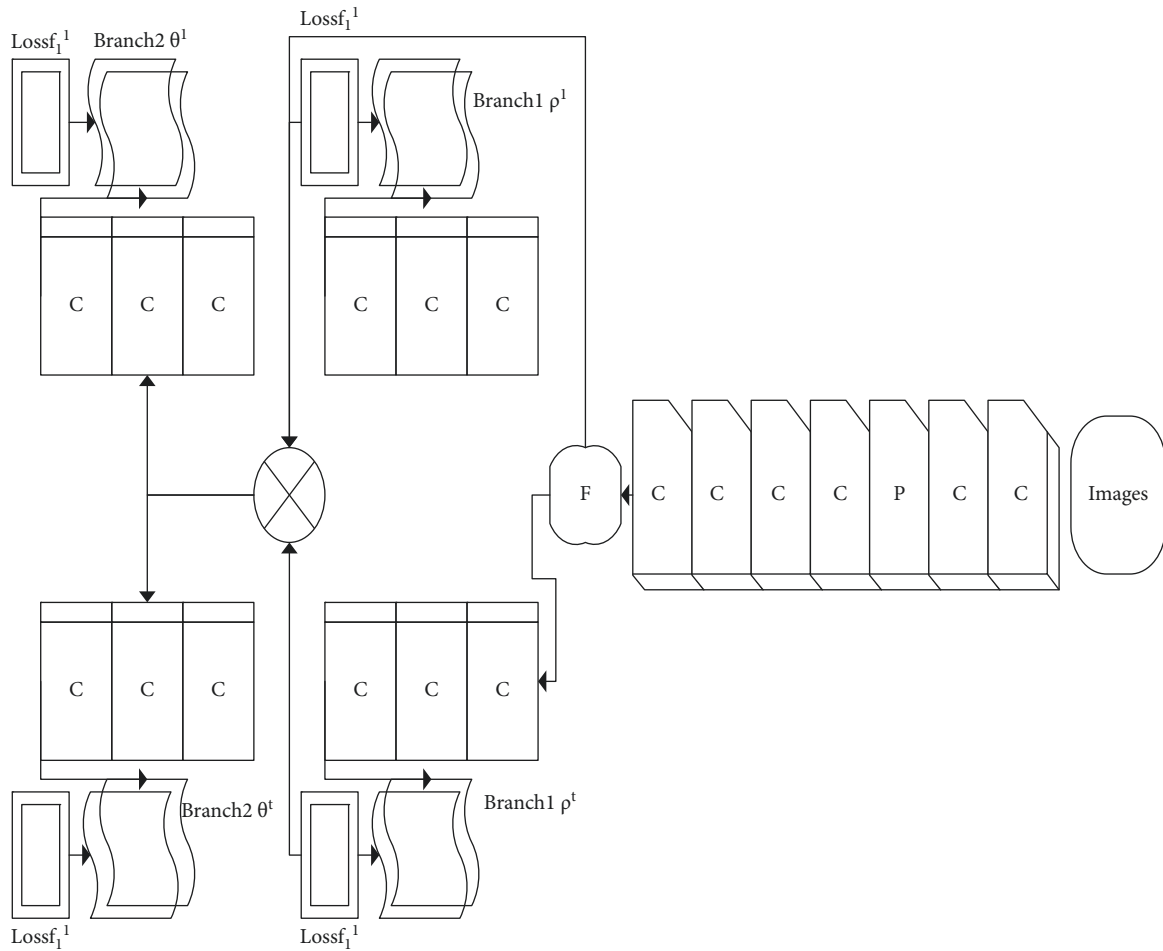 Lossf₁¹
Branch2 θ¹
Lossf₁¹
Branch1 ρ¹
C C C
C C C
F
C C C C P C C
Images
C C C
C C C
Branch2 θᵗ
Branch1 ρᵗ
Lossf₁¹
Lossf₁¹